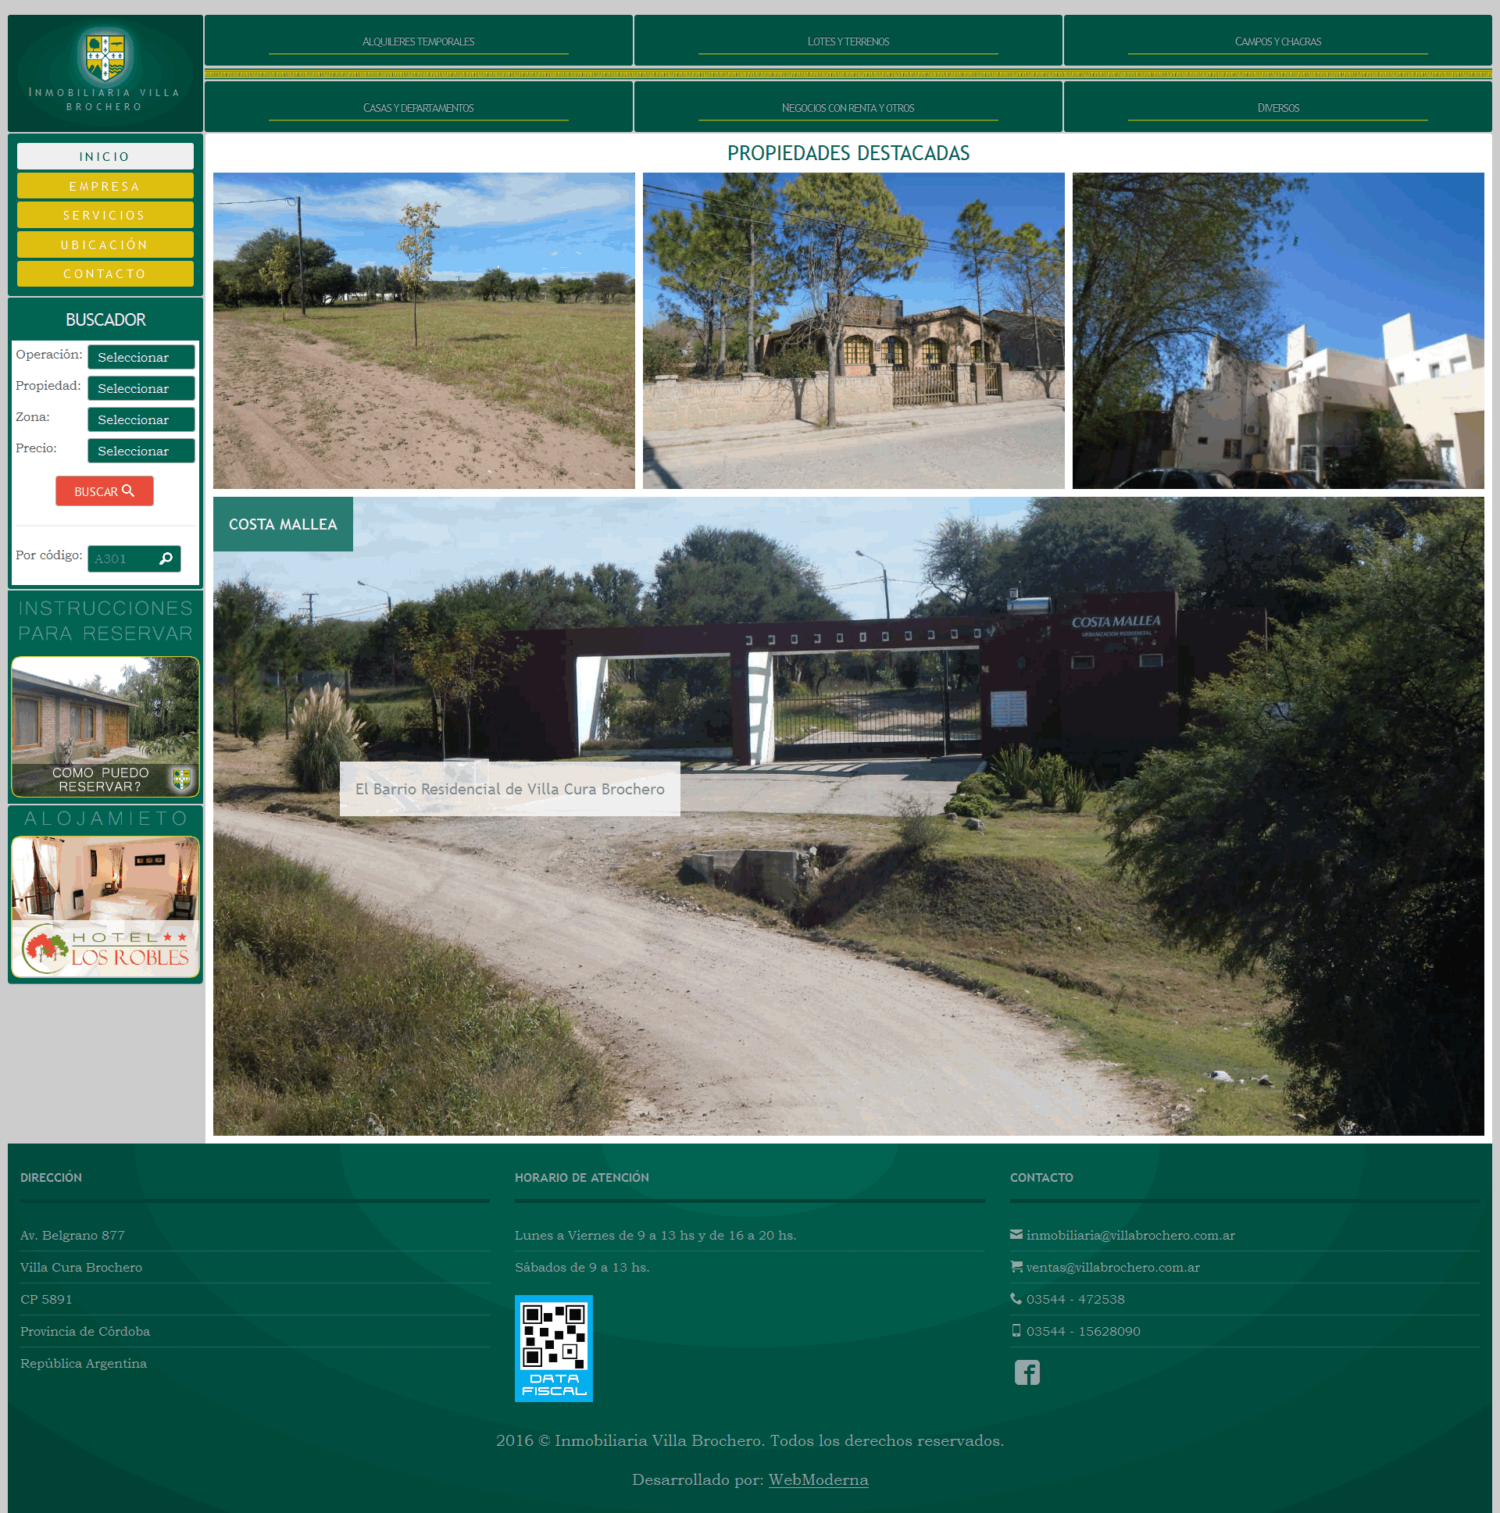 INMOBILIARIA VILLA
BROCHERO
ALQUILERES TEMPORALES
LOTES Y TERRENOS
CAMPOS Y CHACRAS
CASAS Y DEPARTAMENTOS
NEGOCIOS CON RENTA Y OTROS
DIVERSOS
INICIO
EMPRESA
SERVICIOS
UBICACIÓN
CONTACTO
BUSCADOR
Operación: Seleccionar
Propiedad: Seleccionar
Zona: Seleccionar
Precio: Seleccionar
BUSCAR
Por código: A301
INSTRUCCIONES
PARA RESERVAR
COMO PUEDO
RESERVAR?
ALOJAMIETO
HOTEL
LOS ROBLES
PROPIEDADES DESTACADAS
COSTA MALLEA
COSTA MALLEA
URBANIZACIÓN RESIDENCIAL
El Barrio Residencial de Villa Cura Brochero
DIRECCIÓN
Av. Belgrano 877
Villa Cura Brochero
CP 5891
Provincia de Córdoba
República Argentina
HORARIO DE ATENCIÓN
Lunes a Viernes de 9 a 13 hs y de 16 a 20 hs.
Sábados de 9 a 13 hs.
DATA
FISCAL
CONTACTO
inmobiliaria@villabrochero.com.ar
ventas@villabrochero.com.ar
03544 - 472538
03544 - 15628090
2016 © Inmobiliaria Villa Brochero. Todos los derechos reservados.
Desarrollado por: WebModerna